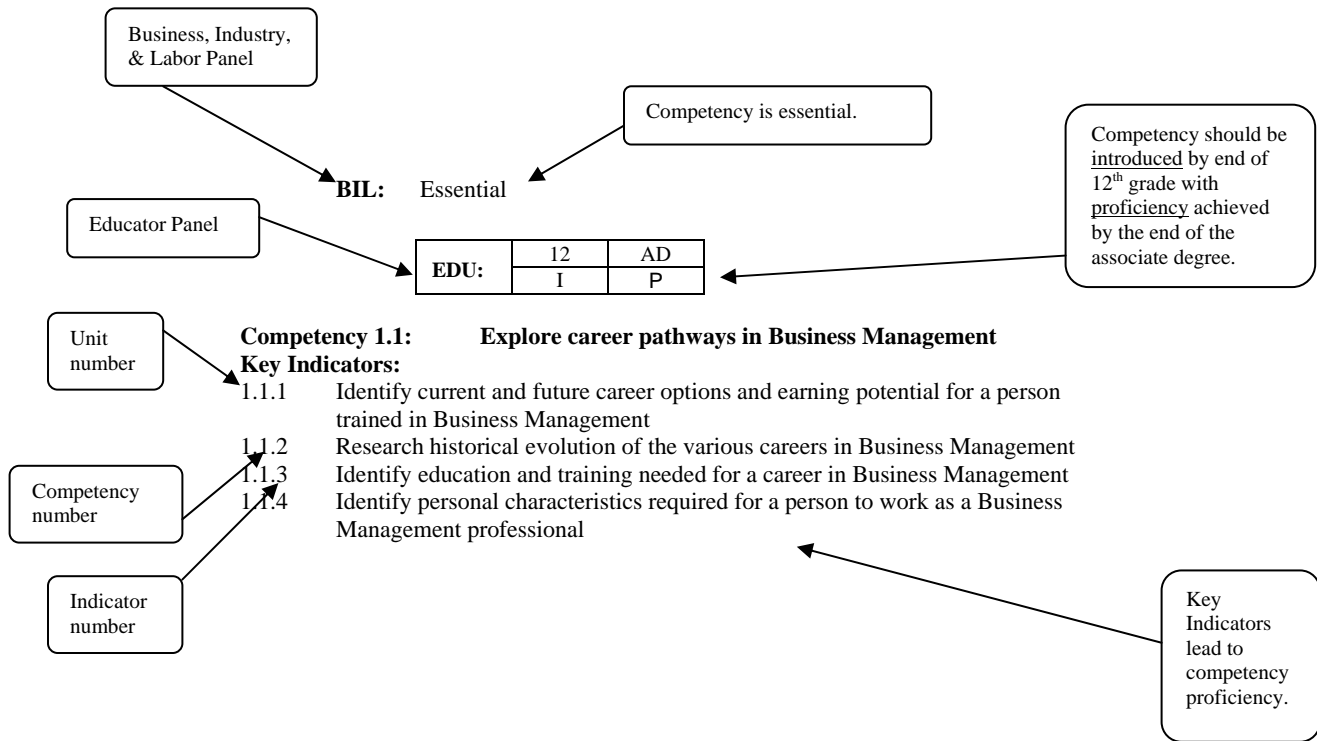 Business, Industry,
& Labor Panel
Competency is essential.
Competency should be
introduced by end of
12th grade with
proficiency achieved
by the end of the
associate degree.
BIL: Essential
Educator Panel
EDU: 12 AD
I P
Unit
number
Competency 1.1: Explore career pathways in Business Management
Key Indicators:
1.1.1 Identify current and future career options and earning potential for a person
trained in Business Management
1.1.2 Research historical evolution of the various careers in Business Management
1.1.3 Identify education and training needed for a career in Business Management
1.1.4 Identify personal characteristics required for a person to work as a Business
Management professional
Competency
number
Indicator
number
Key
Indicators
lead to
competency
proficiency.